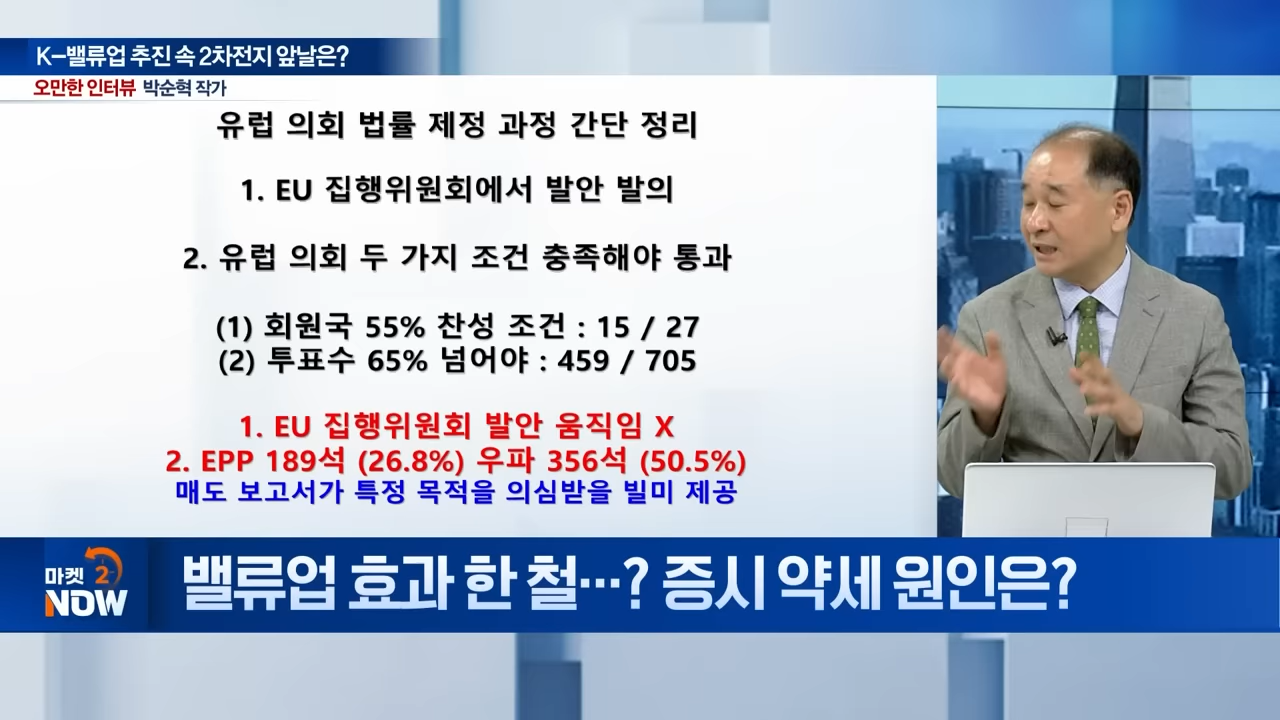 K-밸류업 추진 속 2차전지 앞날은?
오만한 인터뷰 박순혁 작가
유럽 의회 법률 제정 과정 간단 정리
1. EU 집행위원회에서 발안 발의
2. 유럽 의회 두 가지 조건 충족해야 통과
(1) 회원국 55% 찬성 조건 : 15 / 27
(2) 투표수 65% 넘어야 : 459 / 705
1. EU 집행위원회 발안 움직임 X
2. EPP 189석 (26.8%) 우파 356석 (50.5%)
매도 보고서가 특정 목적을 의심받을 빌미 제공
마켓 2
NOW
밸류업 효과 한 철…? 증시 약세 원인은?